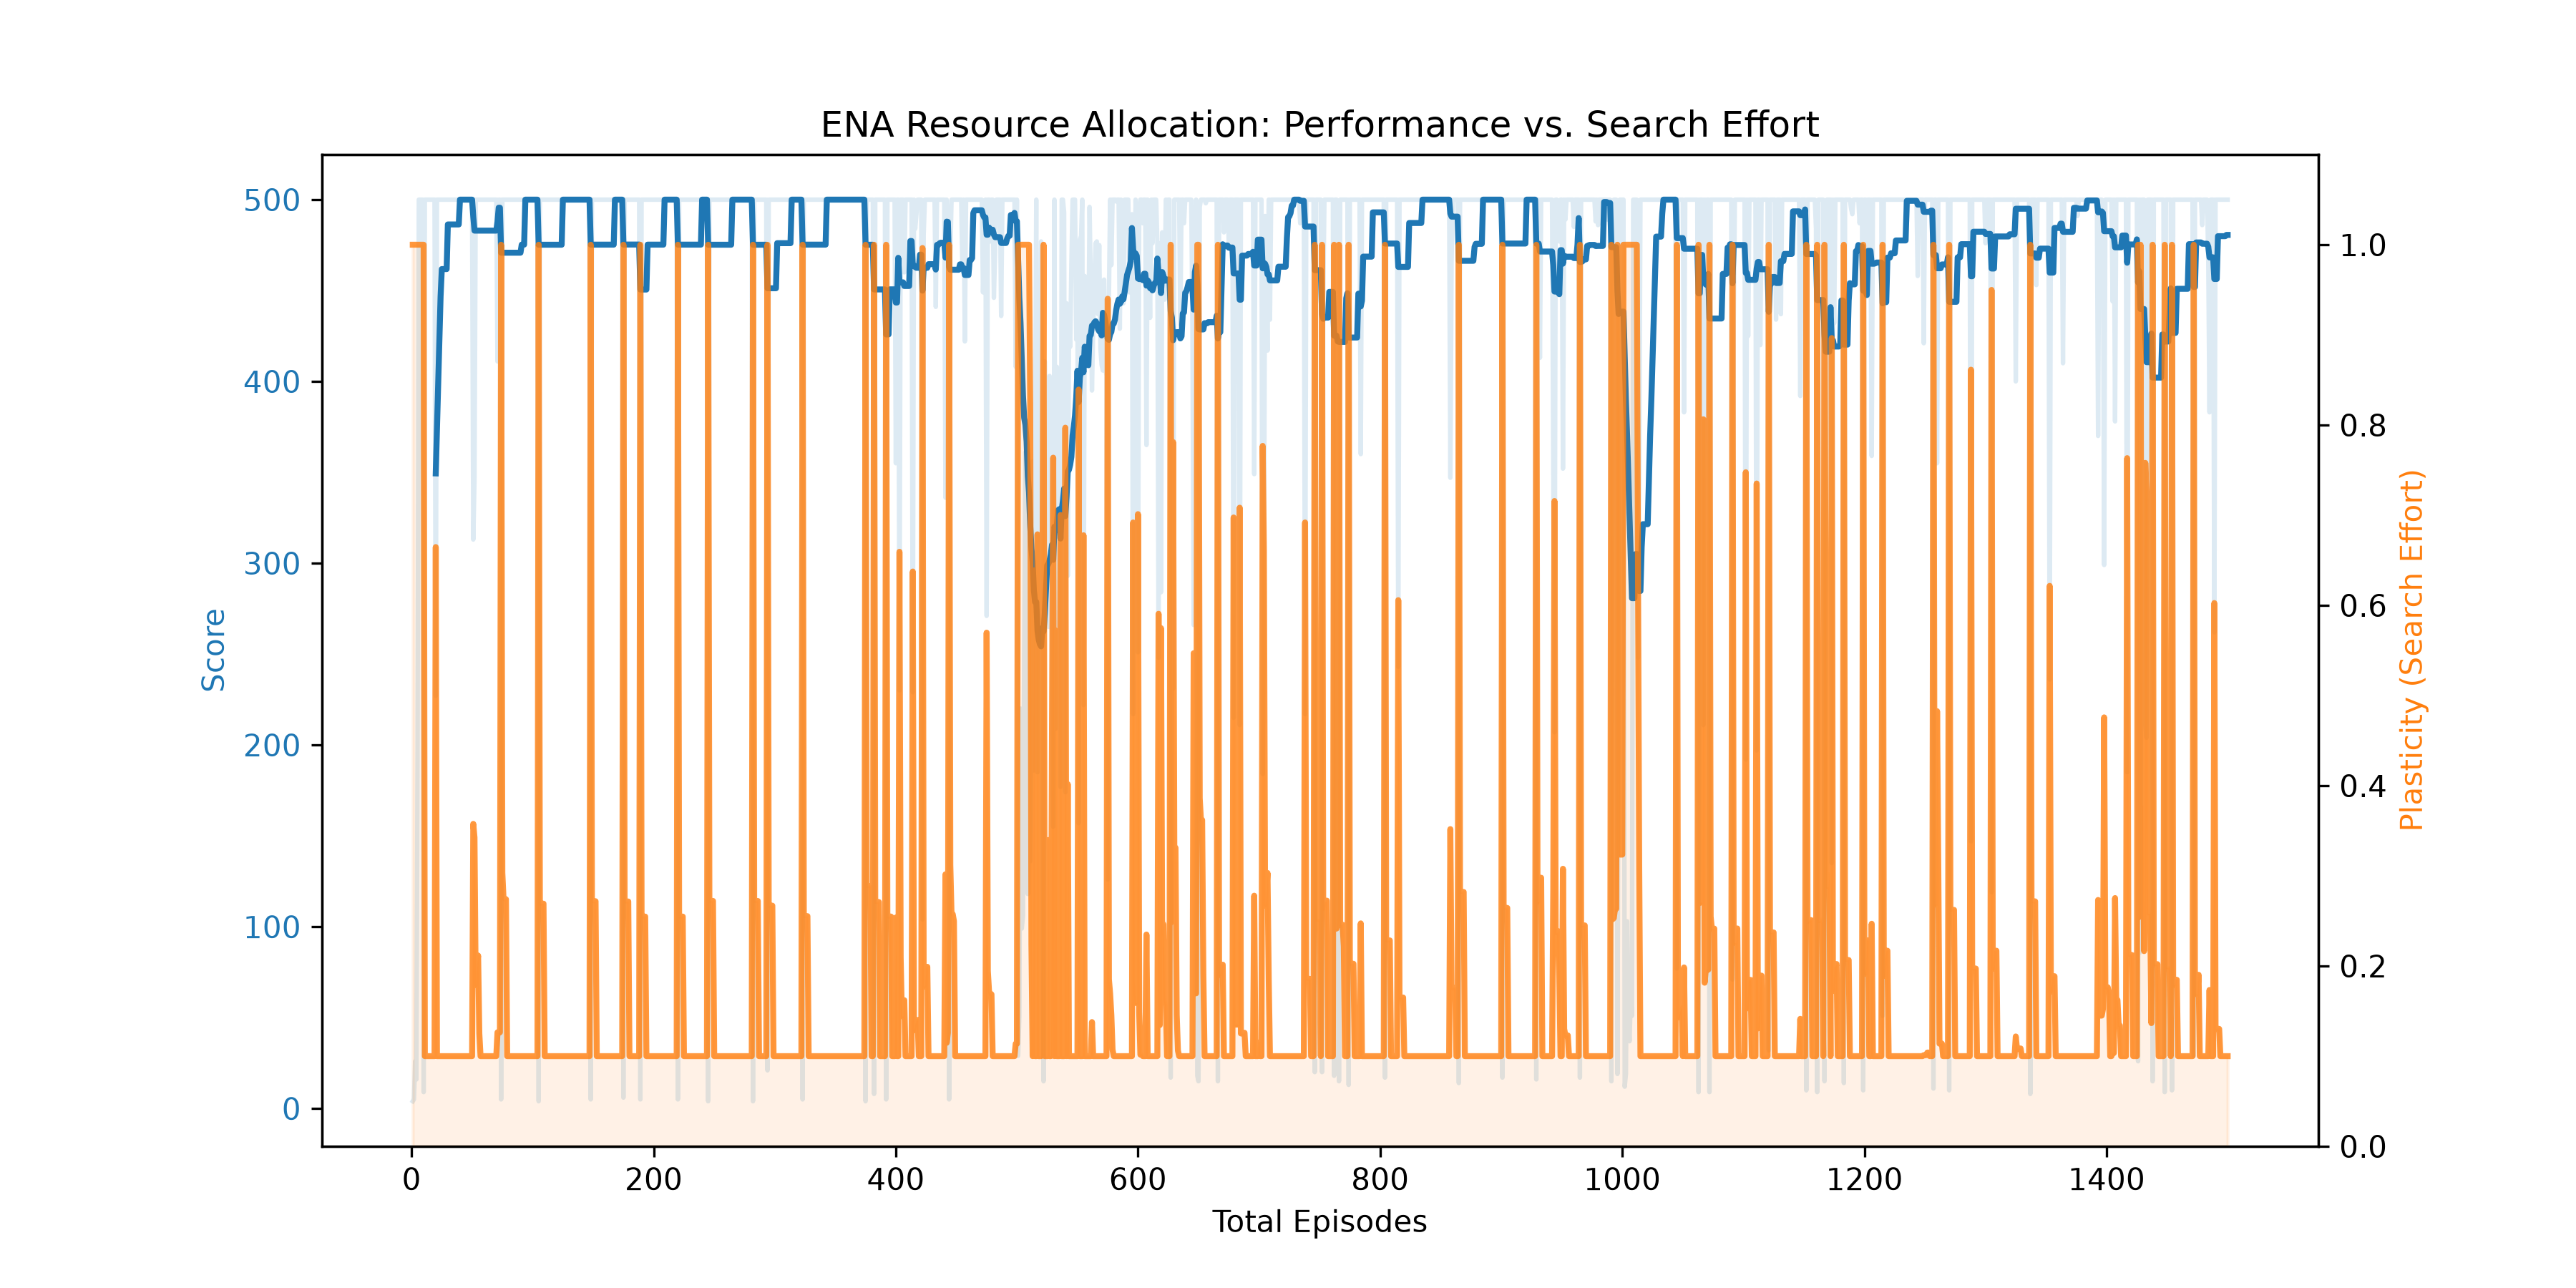 ENA Resource Allocation: Performance vs. Search Effort
500
400
300
200
100
0
Score
1.0
0.8
0.6
0.4
0.2
0.0
Plasticity (Search Effort)
0 200 400 600 800 1000 1200 1400
Total Episodes